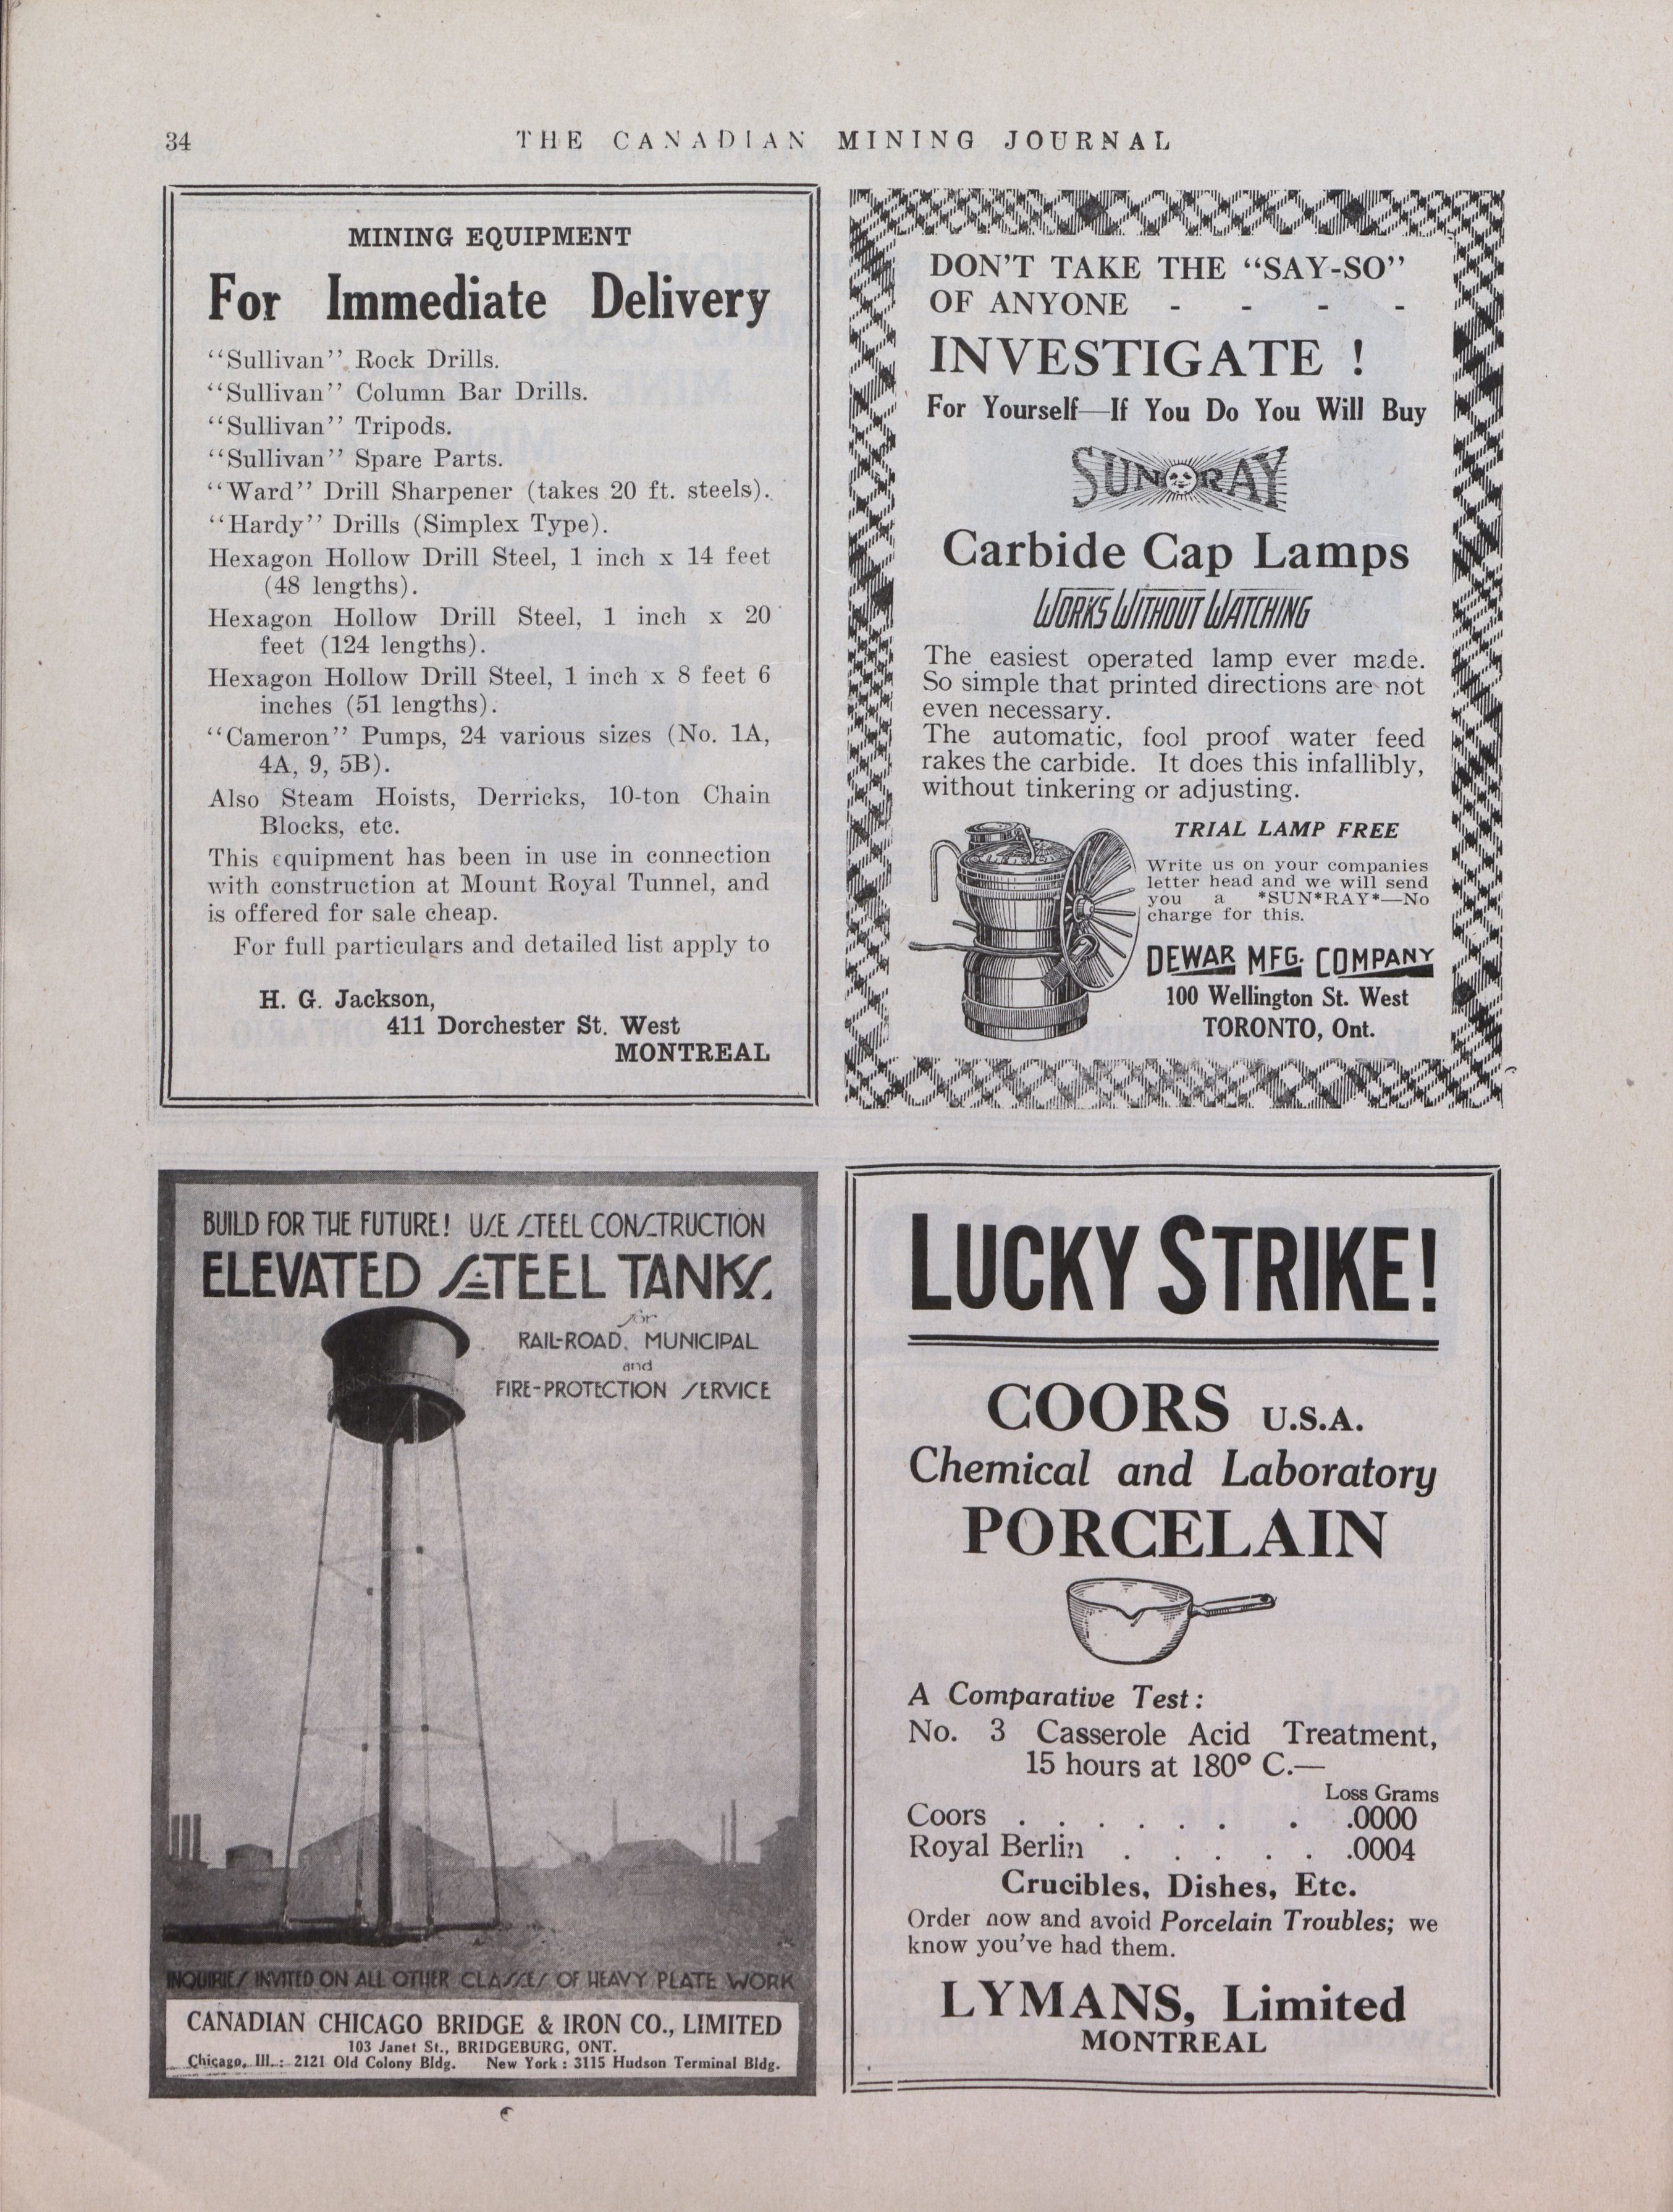 34
THE CANADIAN MINING JOURNAL
MINING EQUIPMENT
For Immediate Delivery
"Sullivan" Rock Drills.
"Sullivan" Column Bar Drills.
"Sullivan" Tripods.
"Sullivan" Spare Parts.
"Ward" Drill Sharpener (takes 20 ft. steels).
"Hardy" Drills (Simplex Type).
Hexagon Hollow Drill Steel, 1 inch x 14 feet
(48 lengths).
Hexagon Hollow Drill Steel, 1 inch x 20
feet (124 lengths).
Hexagon Hollow Drill Steel, 1 inch x 8 feet 6
inches (51 lengths).
"Cameron" Pumps, 24 various sizes (No. 1A,
4A, 9, 5B).
Also Steam Hoists, Derricks, 10-ton Chain
Blocks, etc.
This equipment has been in use in connection
with construction at Mount Royal Tunnel, and
is offered for sale cheap.
For full particulars and detailed list apply to
H. G. Jackson,
411 Dorchester St. West
MONTREAL
DON'T TAKE THE "SAY-SO"
OF ANYONE - - - -
INVESTIGATE !
For Yourself—If You Do You Will Buy
SUN RAY
Carbide Cap Lamps
WORKS WITHOUT WATCHING
The easiest operated lamp ever made.
So simple that printed directions are not
even necessary.
The automatic, fool proof water feed
rakes the carbide. It does this infallibly,
without tinkering or adjusting.
TRIAL LAMP FREE
Write us on your companies
letter head and we will send
you a *SUN*RAY*—No
charge for this.
DEWAR MFG. COMPANY
100 Wellington St. West
TORONTO, Ont.
BUILD FOR THE FUTURE! USE STEEL CONSTRUCTION
ELEVATED STEEL TANKS.
for
RAIL-ROAD, MUNICIPAL
and
FIRE-PROTECTION SERVICE
INQUIRIES INVITED ON ALL OTHER CLASSES OF HEAVY PLATE WORK
CANADIAN CHICAGO BRIDGE & IRON CO., LIMITED
103 Janet St., BRIDGEBURG, ONT.
Chicago, Ill.: 2121 Old Colony Bldg. New York: 3115 Hudson Terminal Bldg.
LUCKY STRIKE!
COORS U.S.A.
Chemical and Laboratory
PORCELAIN
A Comparative Test:
No. 3 Casserole Acid Treatment,
15 hours at 180° C.—
Loss Grams
Coors . . . . . . . .0000
Royal Berlin . . . . . .0004
Crucibles, Dishes, Etc.
Order now and avoid Porcelain Troubles; we
know you've had them.
LYMANS, Limited
MONTREAL